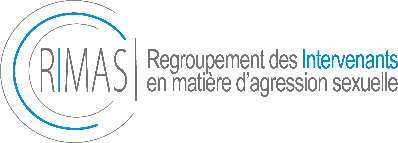 RIMAS
Regroupement des Intervenants
en matière d'agression sexuelle